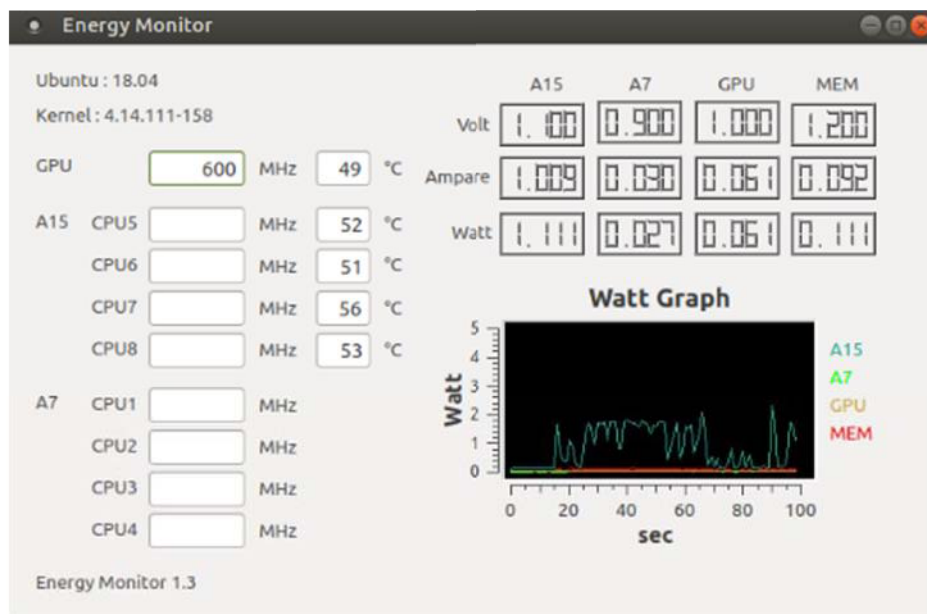 Energy Monitor
Ubuntu : 18.04
Kernel : 4.14.111-158
GPU 600 MHz 49 °C
A15 CPU5 MHz 52 °C
CPU6 MHz 51 °C
CPU7 MHz 56 °C
CPU8 MHz 53 °C
A7 CPU1 MHz
CPU2 MHz
CPU3 MHz
CPU4 MHz
Energy Monitor 1.3
A15 A7 GPU MEM
Volt 1.100 0.900 1.000 1.200
Ampare 1.009 0.030 0.061 0.092
Watt 1.111 0.027 0.061 0.111
Watt Graph
Watt
5
4
3
2
1
0
0 20 40 60 80 100
sec
A15
A7
GPU
MEM